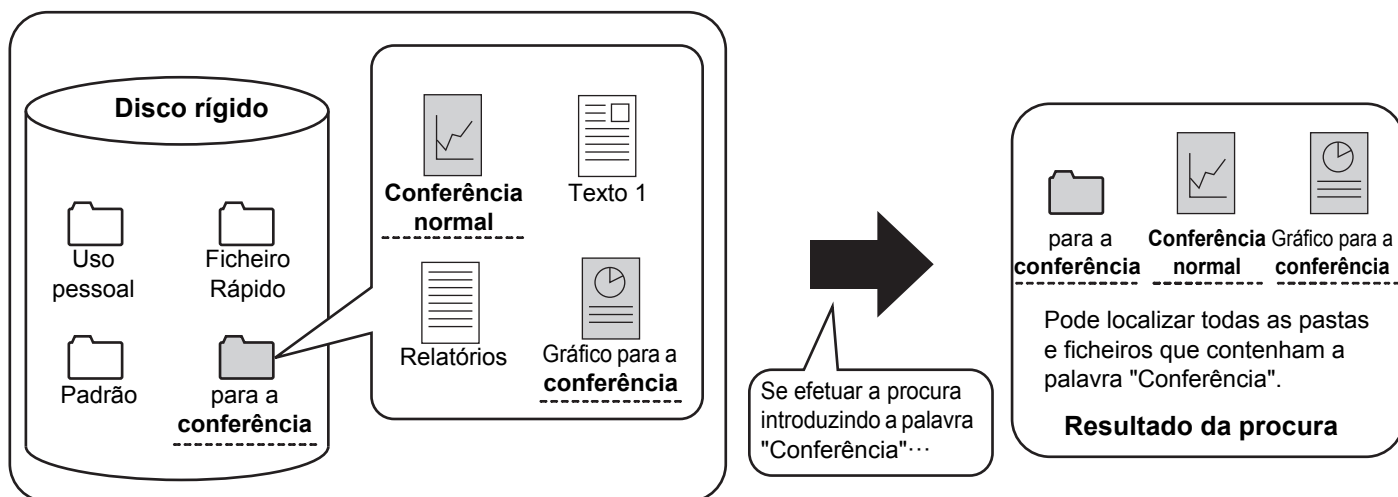 Disco rígido
Uso
pessoal
Ficheiro
Rápido
Padrão
para a
conferência
Conferência
normal
Texto 1
Relatórios
Gráfico para a
conferência
Se efetuar a procura
introduzindo a palavra
"Conferência"···
para a
conferência
Conferência
normal
Gráfico para a
conferência
Pode localizar todas as pastas
e ficheiros que contenham a
palavra "Conferência".
Resultado da procura